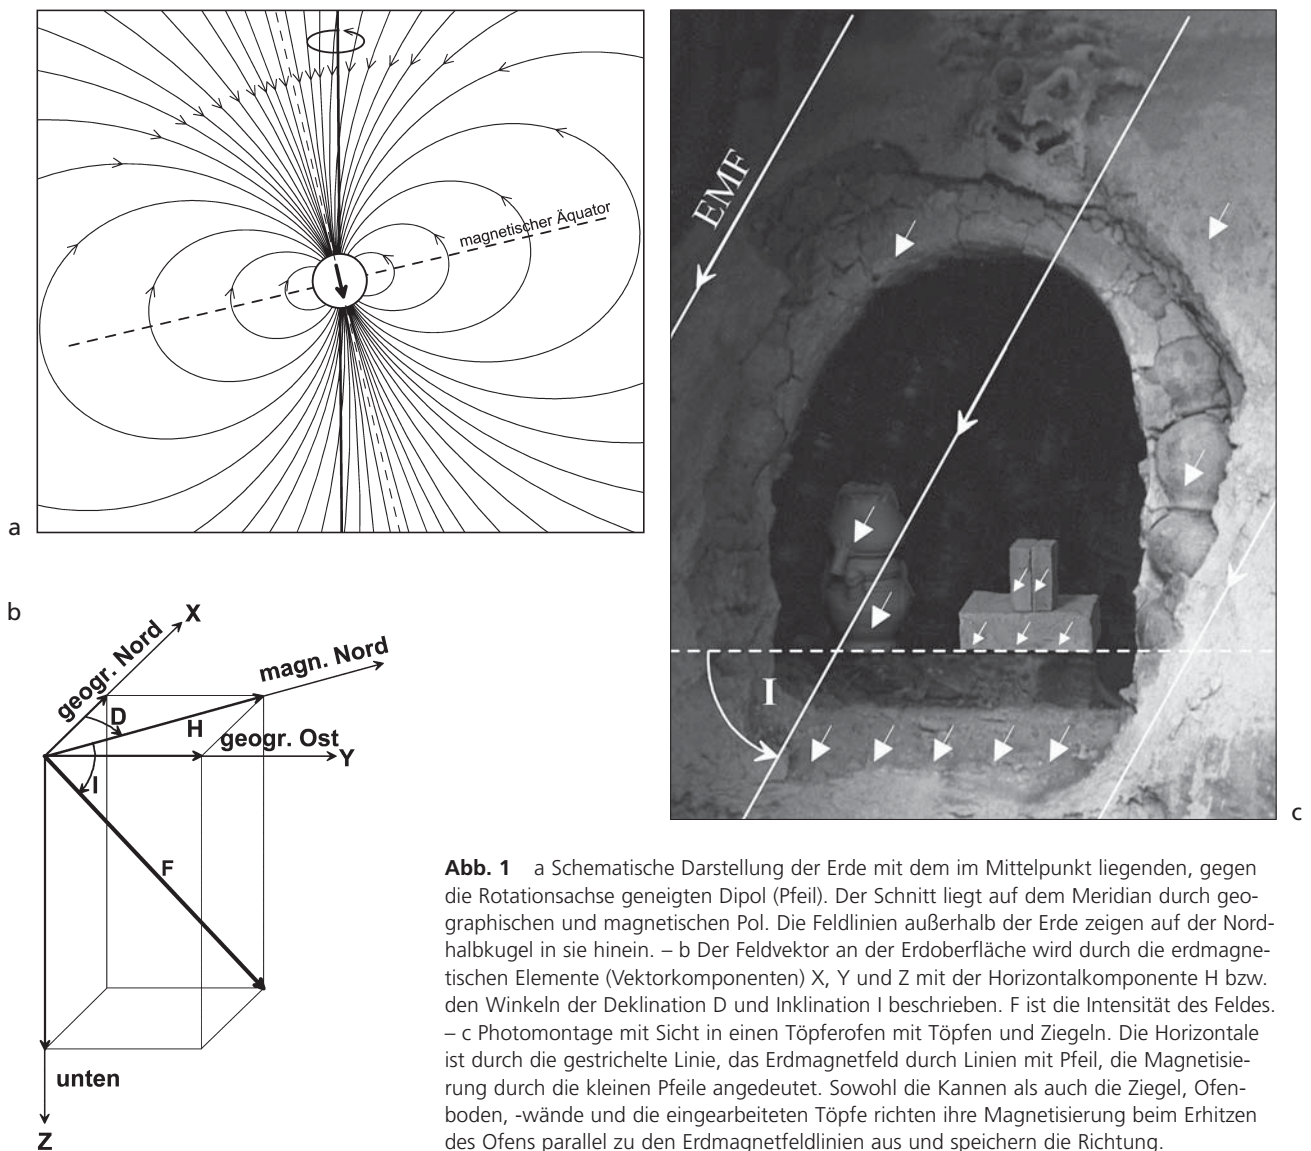 magnetischer Äquator
a
EMF
I
c
b
X
geogr. Nord
magn. Nord
D
H
geogr. Ost
Y
I
F
unten
Z
Abb. 1 a Schematische Darstellung der Erde mit dem im Mittelpunkt liegenden, gegen
die Rotationsachse geneigten Dipol (Pfeil). Der Schnitt liegt auf dem Meridian durch geo-
graphischen und magnetischen Pol. Die Feldlinien außerhalb der Erde zeigen auf der Nord-
halbkugel in sie hinein. – b Der Feldvektor an der Erdoberfläche wird durch die erdmagne-
tischen Elemente (Vektorkomponenten) X, Y und Z mit der Horizontalkomponente H bzw.
den Winkeln der Deklination D und Inklination I beschrieben. F ist die Intensität des Feldes.
– c Photomontage mit Sicht in einen Töpferofen mit Töpfen und Ziegeln. Die Horizontale
ist durch die gestrichelte Linie, das Erdmagnetfeld durch Linien mit Pfeil, die Magnetisie-
rung durch die kleinen Pfeile angedeutet. Sowohl die Kannen als auch die Ziegel, Ofen-
boden, -wände und die eingearbeiteten Töpfe richten ihre Magnetisierung beim Erhitzen
des Ofens parallel zu den Erdmagnetfeldlinien aus und speichern die Richtung.